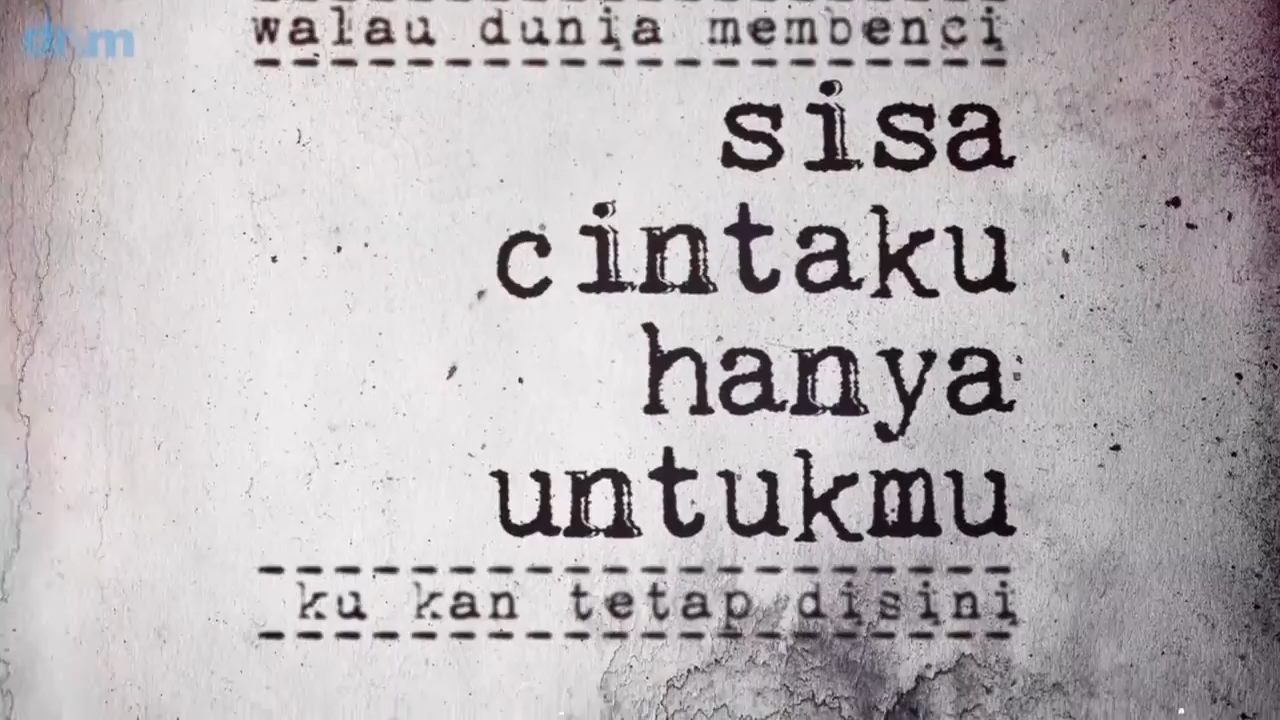 walau dunia membenci
sisa
cintaku
hanya
untukmu
ku kan tetap disini